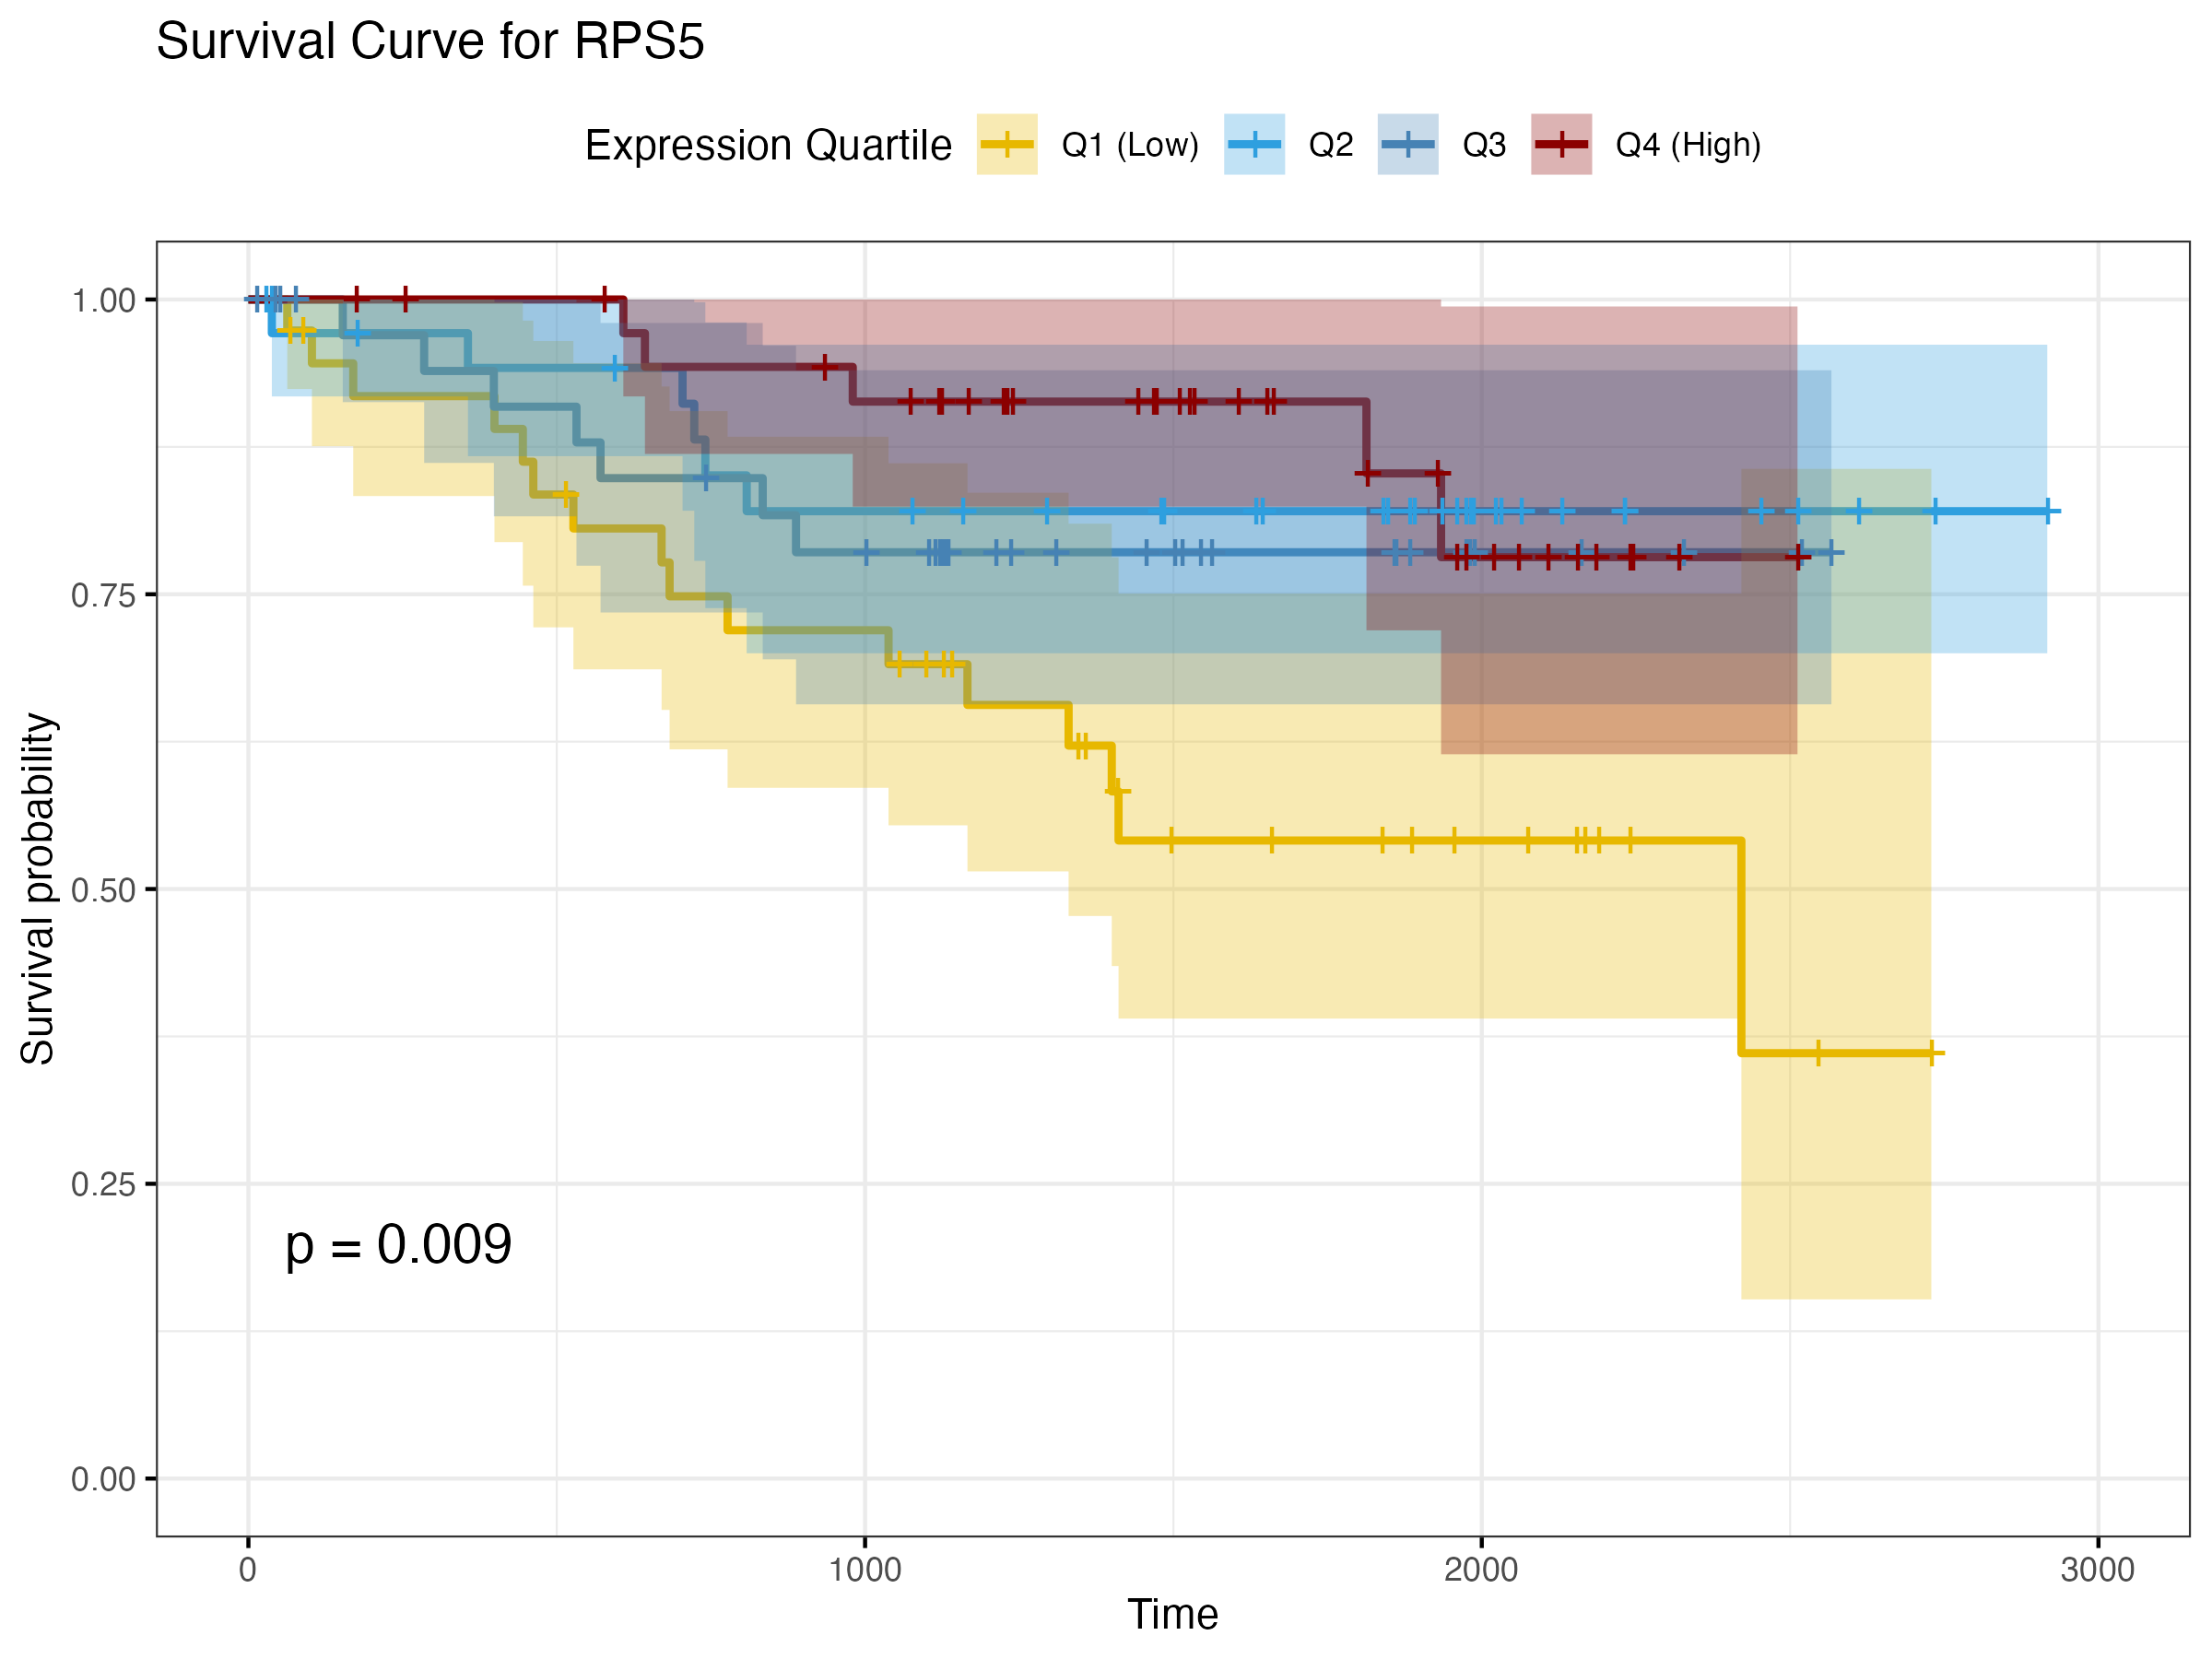 Survival Curve for RPS5
Expression Quartile Q1 (Low) Q2 Q3 Q4 (High)
Survival probability
1.00
0.75
0.50
0.25
0.00
p = 0.009
0 1000 2000 3000
Time